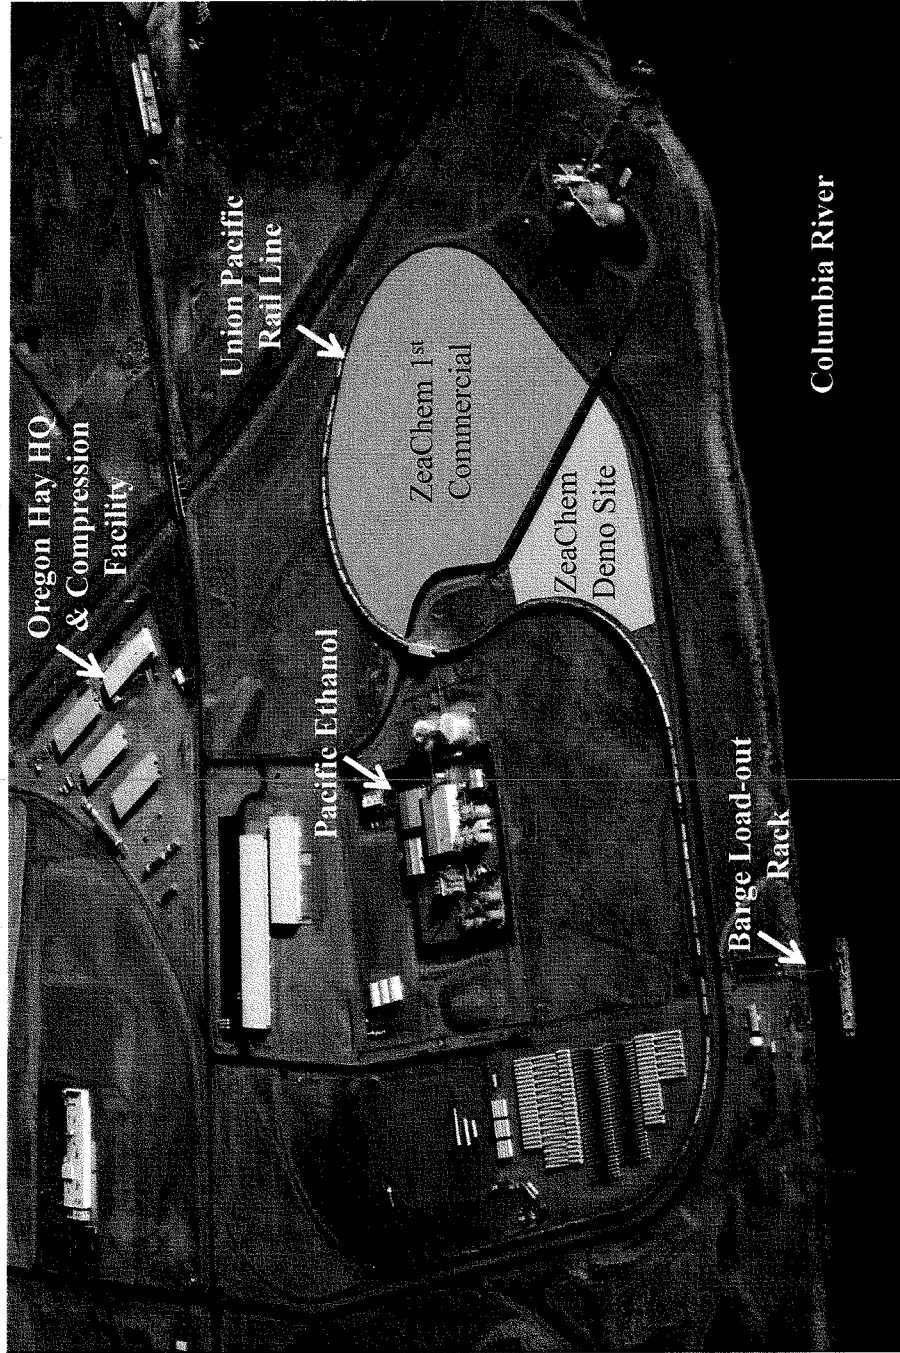 Oregon Hay HQ
& Compression
Facility
Union Pacific
Rail Line
ZeaChem 1st
Commercial
ZeaChem
Demo Site
Pacific Ethanol
Barge Load-out
Rack
Columbia River